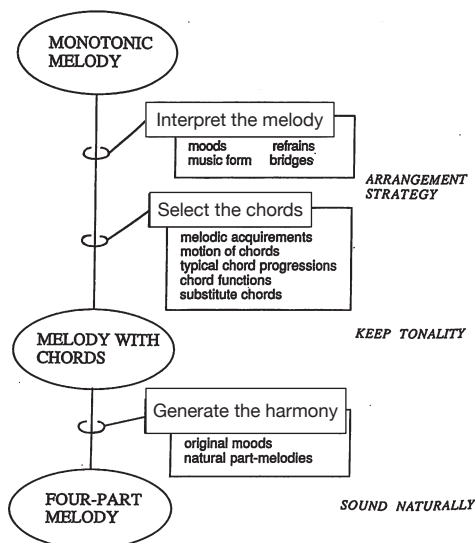 MONOTONIC
MELODY
Interpret the melody
moods refrains
music form bridges
ARRANGEMENT
STRATEGY
Select the chords
melodic acquirements
motion of chords
typical chord progressions
chord functions
substitute chords
MELODY WITH
CHORDS
KEEP TONALITY
Generate the harmony
original moods
natural part-melodies
FOUR-PART
MELODY
SOUND NATURALLY